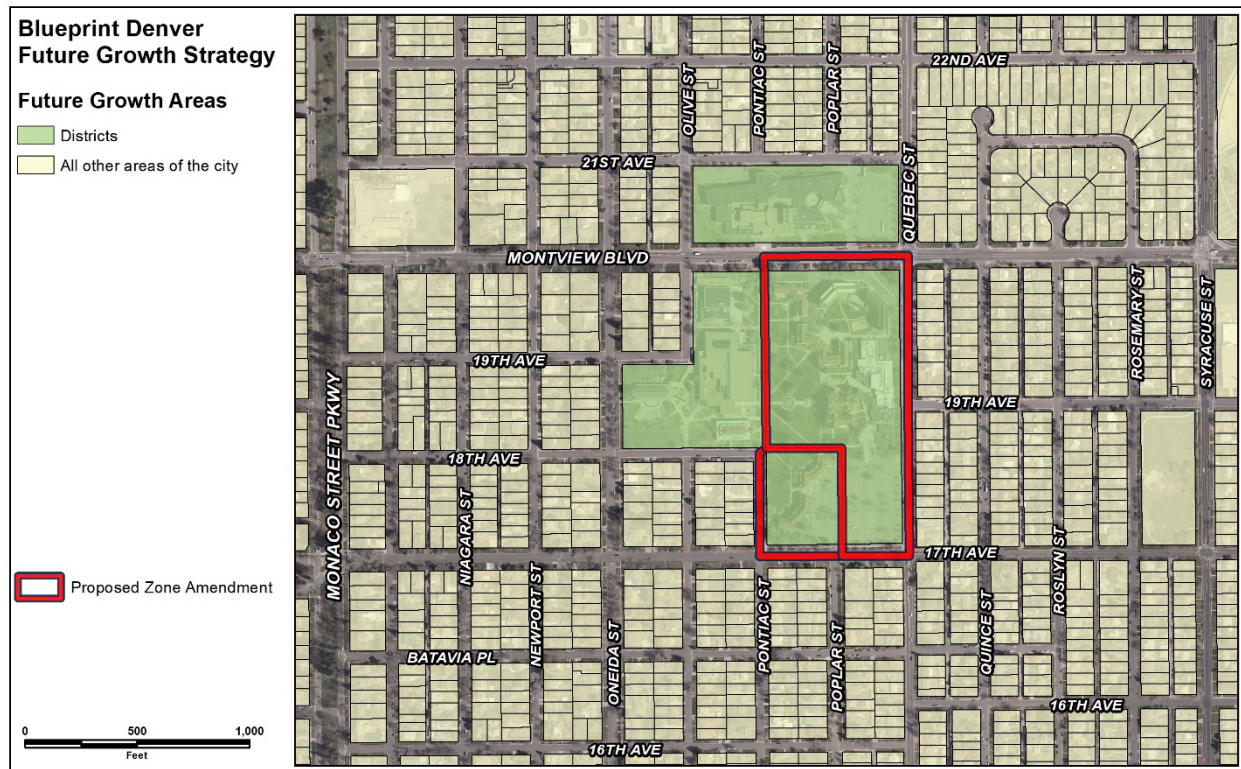 Blueprint Denver
Future Growth Strategy
Future Growth Areas
Districts
All other areas of the city
Proposed Zone Amendment
0 500 1,000
Feet
22ND AVE
OLIVE ST
PONTIAC ST
POPLAR ST
21ST AVE
QUEBEC ST
MONTVIEW BLVD
ROSEMARY ST
SYRACUSE ST
19TH AVE
19TH AVE
MONACO STREET PKWY
18TH AVE
NIAGARA ST
NEWPORT ST
ONEIDA ST
17TH AVE
PONTIAC ST
POPLAR ST
QUINCE ST
ROSLYN ST
BATAVIA PL
16TH AVE
16TH AVE